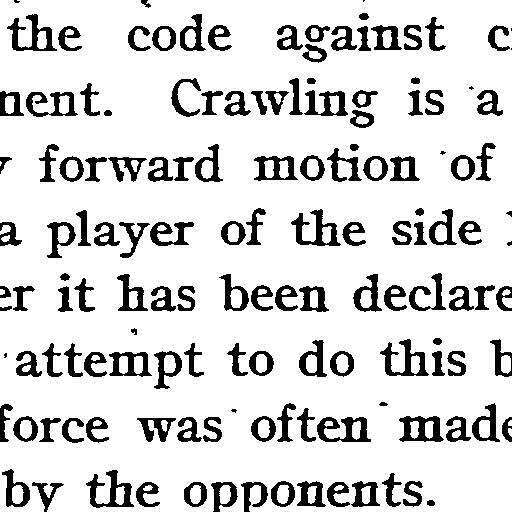 the code against
nent. Crawling is a
forward motion of
a player of the side
er it has been declare
attempt to do this b
force was often made
by the opponents.